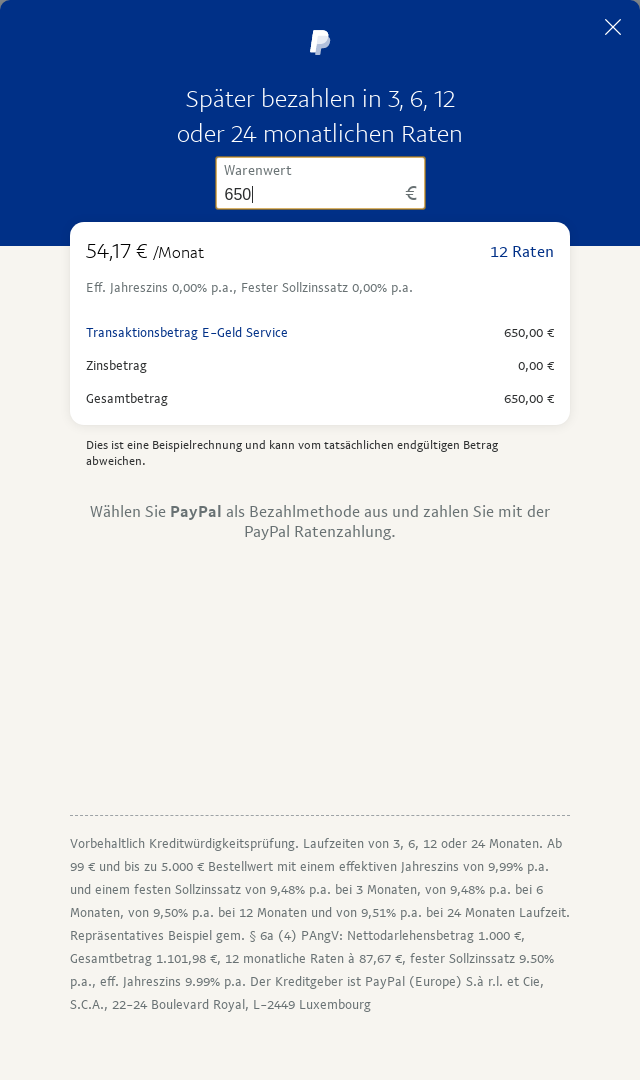 Später bezahlen in 3, 6, 12
oder 24 monatlichen Raten
Warenwert
650 €
54,17 € /Monat 12 Raten
Eff. Jahreszins 0,00% p.a., Fester Sollzinssatz 0,00% p.a.
Transaktionsbetrag E-Geld Service 650,00 €
Zinsbetrag 0,00 €
Gesamtbetrag 650,00 €
Dies ist eine Beispielrechnung und kann vom tatsächlichen endgültigen Betrag
abweichen.
Wählen Sie PayPal als Bezahlmethode aus und zahlen Sie mit der
PayPal Ratenzahlung.
Vorbehaltlich Kreditwürdigkeitsprüfung. Laufzeiten von 3, 6, 12 oder 24 Monaten. Ab
99 € und bis zu 5.000 € Bestellwert mit einem effektiven Jahreszins von 9,99% p.a.
und einem festen Sollzinssatz von 9,48% p.a. bei 3 Monaten, von 9,48% p.a. bei 6
Monaten, von 9,50% p.a. bei 12 Monaten und von 9,51% p.a. bei 24 Monaten Laufzeit.
Repräsentatives Beispiel gem. § 6a (4) PAngV: Nettodarlehensbetrag 1.000 €,
Gesamtbetrag 1.101,98 €, 12 monatliche Raten à 87,67 €, fester Sollzinssatz 9.50%
p.a., eff. Jahreszins 9.99% p.a. Der Kreditgeber ist PayPal (Europe) S.à r.l. et Cie,
S.C.A., 22-24 Boulevard Royal, L-2449 Luxembourg